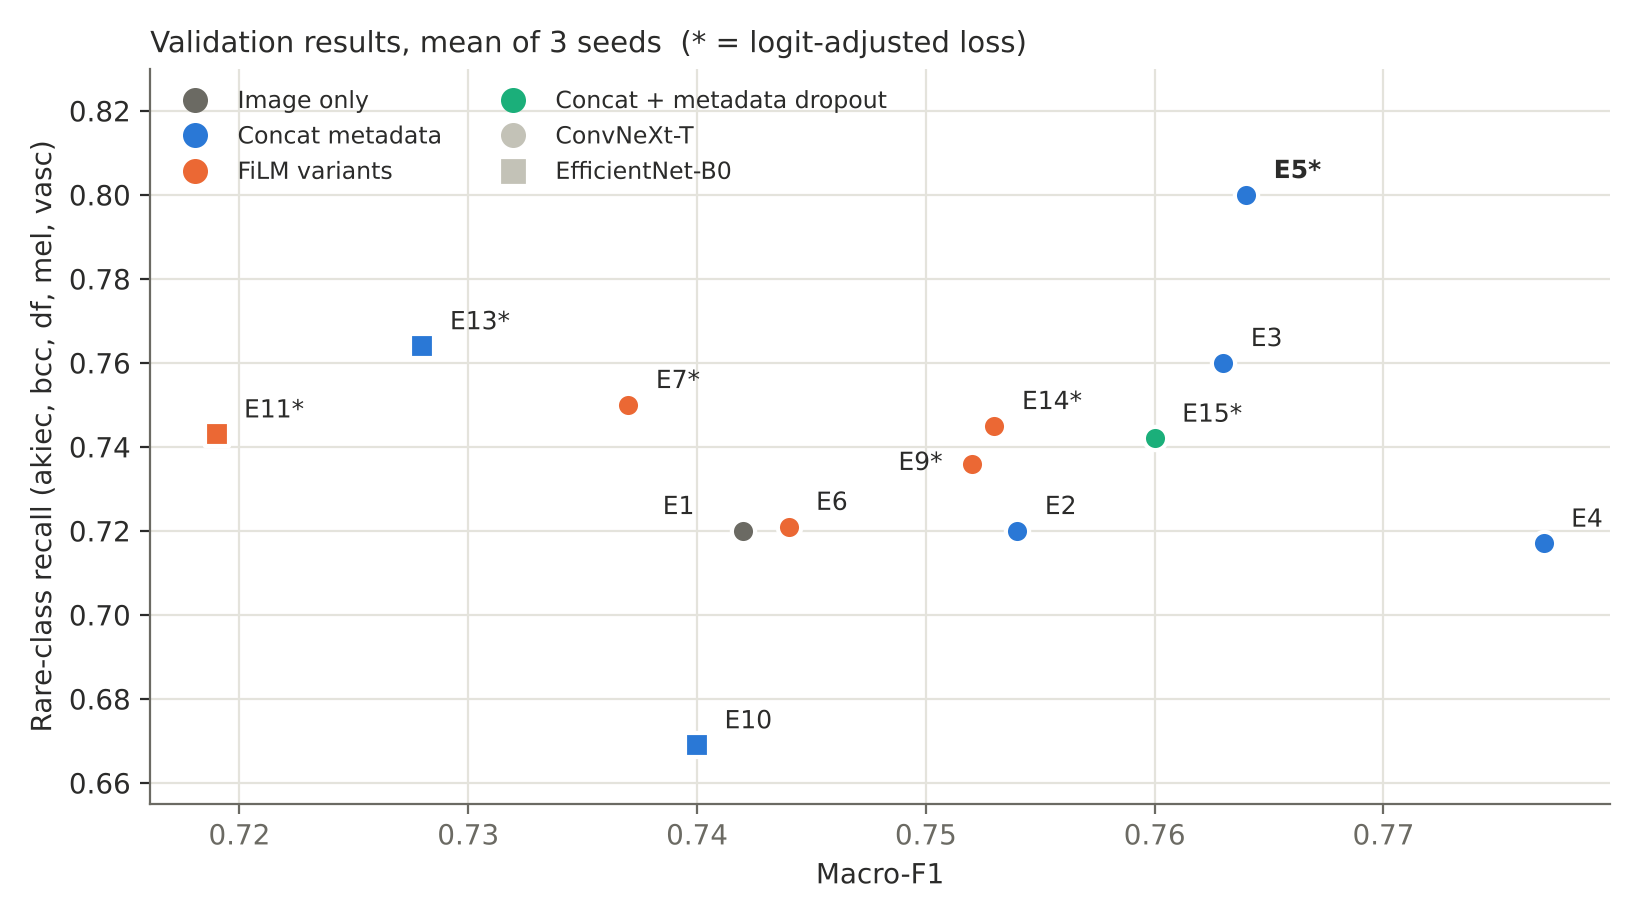 Validation results, mean of 3 seeds  (* = logit-adjusted loss)
Image only
Concat metadata
FiLM variants
Concat + metadata dropout
ConvNeXt-T
EfficientNet-B0
Rare-class recall (akiec, bcc, df, mel, vasc)
0.82
0.80
0.78
0.76
0.74
0.72
0.70
0.68
0.66
E5*
E13*
E3
E7*
E11*
E14*
E15*
E9*
E1
E6
E2
E4
E10
0.72
0.73
0.74
0.75
0.76
0.77
Macro-F1